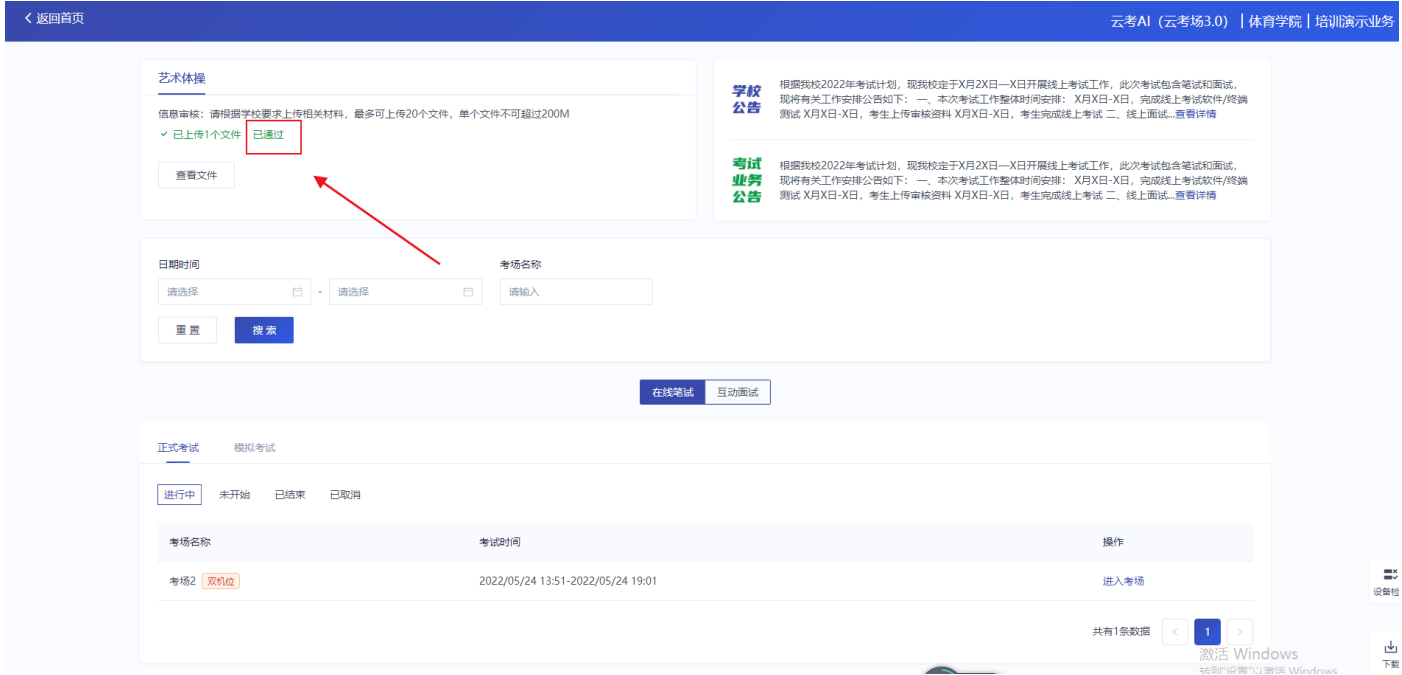 返回首页
云考AI（云考场3.0）｜体育学院｜培训演示业务
艺术体操
信息审核：请根据学校要求上传相关材料，最多可上传20个文件，单个文件不可超过200M
已上传1个文件 已通过
查看文件
学校
公告
根据我校2022年考试计划，现我校定于X月2X日—X日开展线上考试工作，此次考试包含笔试和面试，
现将有关工作安排公告如下： 一、本次考试工作整体时间安排： X月X日-X日，完成线上考试软件/终端
测试 X月X日-X日，考生上传审核资料 X月X日-X日，考生完成线上考试 二、线上面试...查看详情
考试
业务
公告
根据我校2022年考试计划，现我校定于X月2X日—X日开展线上考试工作，此次考试包含笔试和面试，
现将有关工作安排公告如下： 一、本次考试工作整体时间安排： X月X日-X日，完成线上考试软件/终端
测试 X月X日-X日，考生上传审核资料 X月X日-X日，考生完成线上考试 二、线上面试...查看详情
日期时间 考场名称
请选择 - 请选择 请输入
重 置 搜 索
在线笔试 互动面试
正式考试 模拟考试
进行中 未开始 已结束 已取消
考场名称 考试时间 操作
考场2 双机位 2022/05/24 13:51-2022/05/24 19:01 进入考场
设备检
共有1条数据 < 1 >
下载
激活 Windows
转到"设置"以激活 Windows。